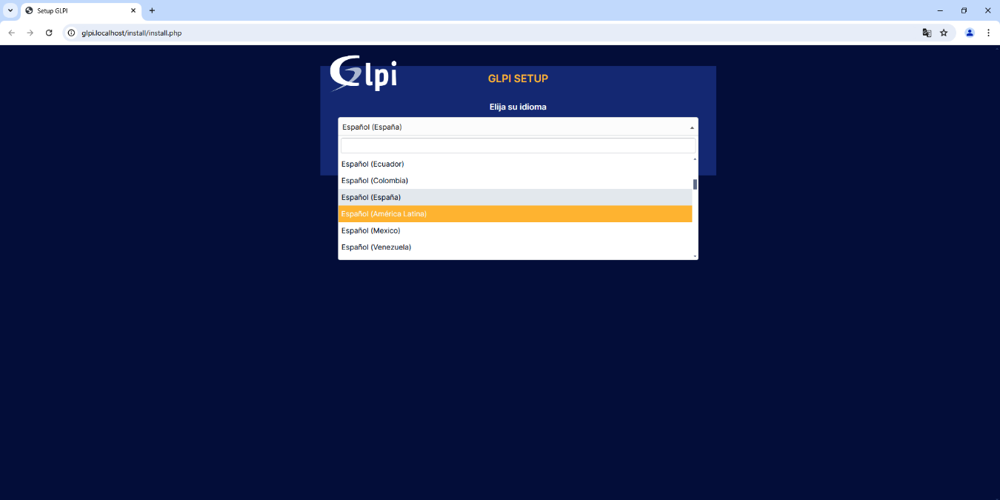 Setup GLPI
glpi.localhost/install/install.php
Glpi
GLPI SETUP
Elija su idioma
Español (España)
Español (Ecuador)
Español (Colombia)
Español (España)
Español (América Latina)
Español (Mexico)
Español (Venezuela)